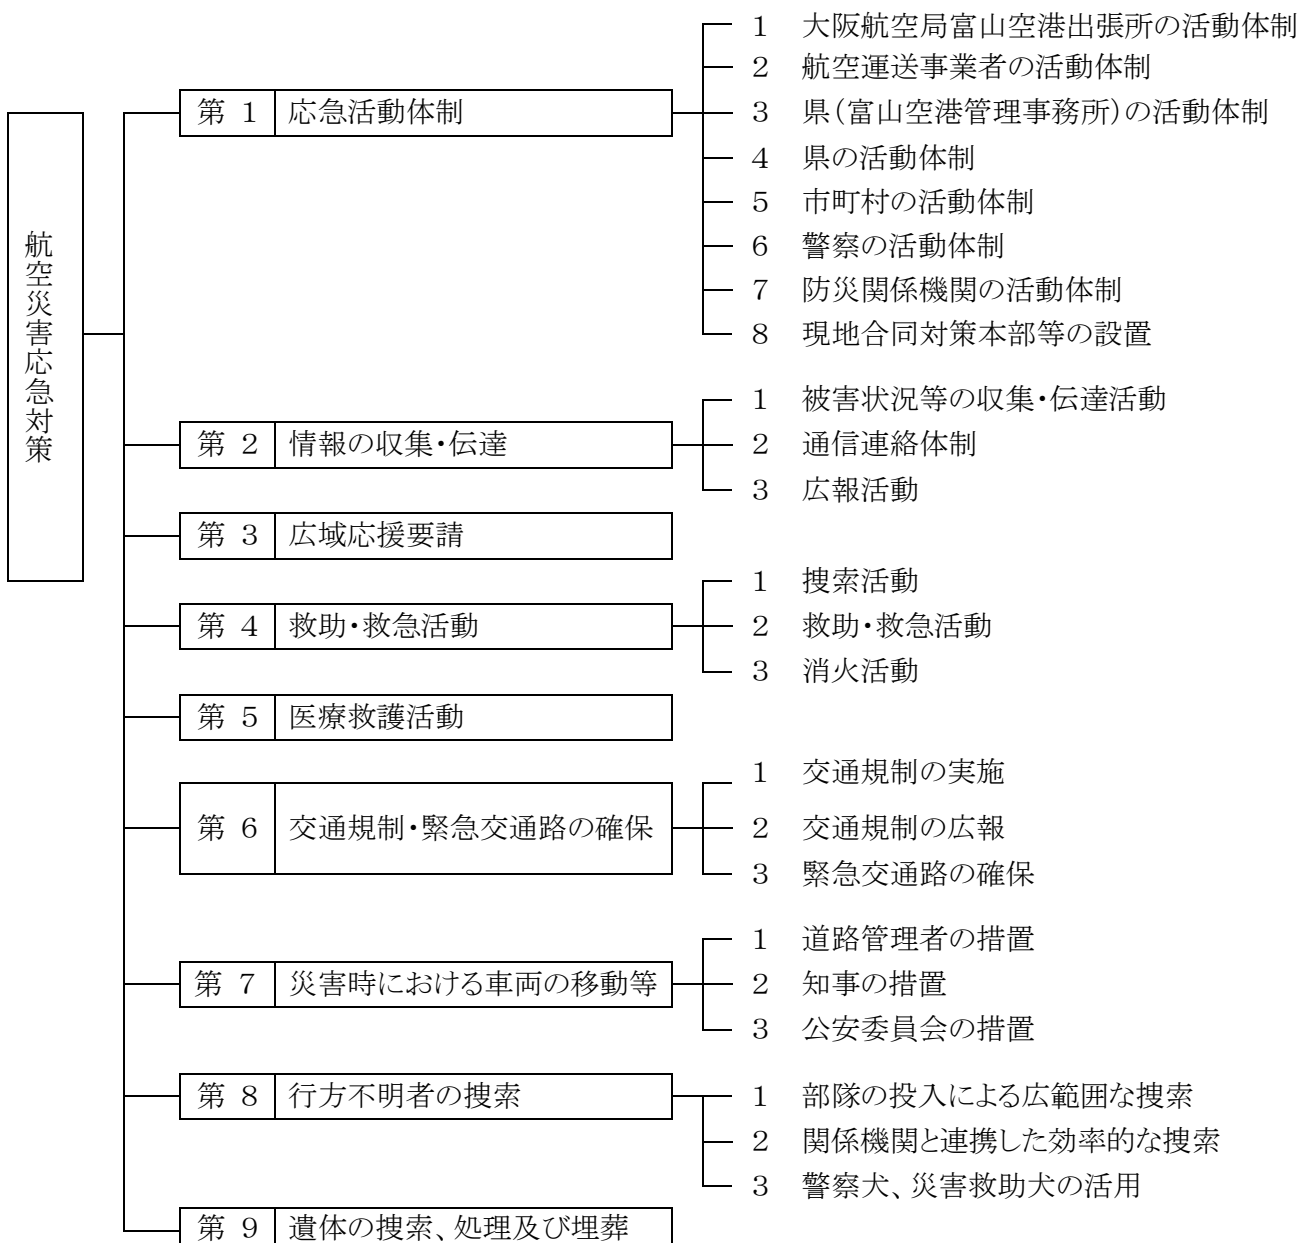 航空災害応急対策
第 1 応急活動体制
1 大阪航空局富山空港出張所の活動体制
2 航空運送事業者の活動体制
3 県(富山空港管理事務所)の活動体制
4 県の活動体制
5 市町村の活動体制
6 警察の活動体制
7 防災関係機関の活動体制
8 現地合同対策本部等の設置
第 2 情報の収集・伝達
1 被害状況等の収集・伝達活動
2 通信連絡体制
3 広報活動
第 3 広域応援要請
第 4 救助・救急活動
1 捜索活動
2 救助・救急活動
3 消火活動
第 5 医療救護活動
第 6 交通規制・緊急交通路の確保
1 交通規制の実施
2 交通規制の広報
3 緊急交通路の確保
第 7 災害時における車両の移動等
1 道路管理者の措置
2 知事の措置
3 公安委員会の措置
第 8 行方不明者の捜索
1 部隊の投入による広範囲な捜索
2 関係機関と連携した効率的な捜索
3 警察犬、災害救助犬の活用
第 9 遺体の捜索、処理及び埋葬